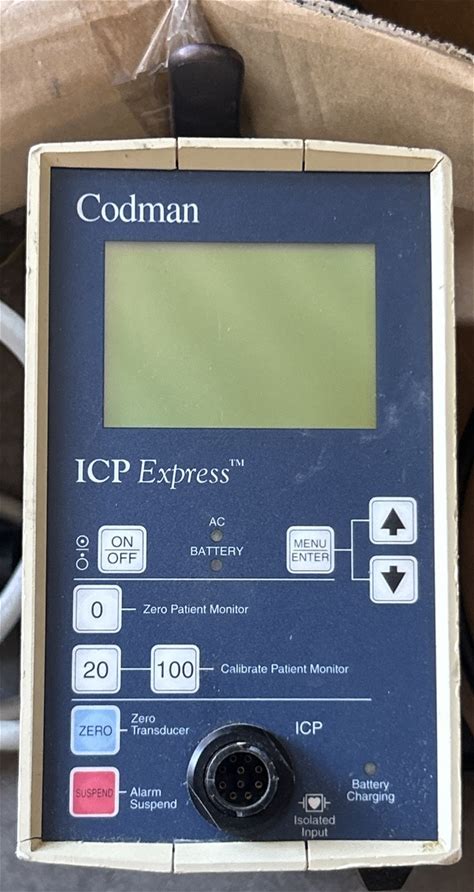 Codman
ICP Express™
ON
OFF
AC
BATTERY
MENU
ENTER
0
Zero Patient Monitor
20
100
Calibrate Patient Monitor
ZERO
Zero
Transducer
ICP
SUSPEND
Alarm
Suspend
Isolated
Input
Battery
Charging